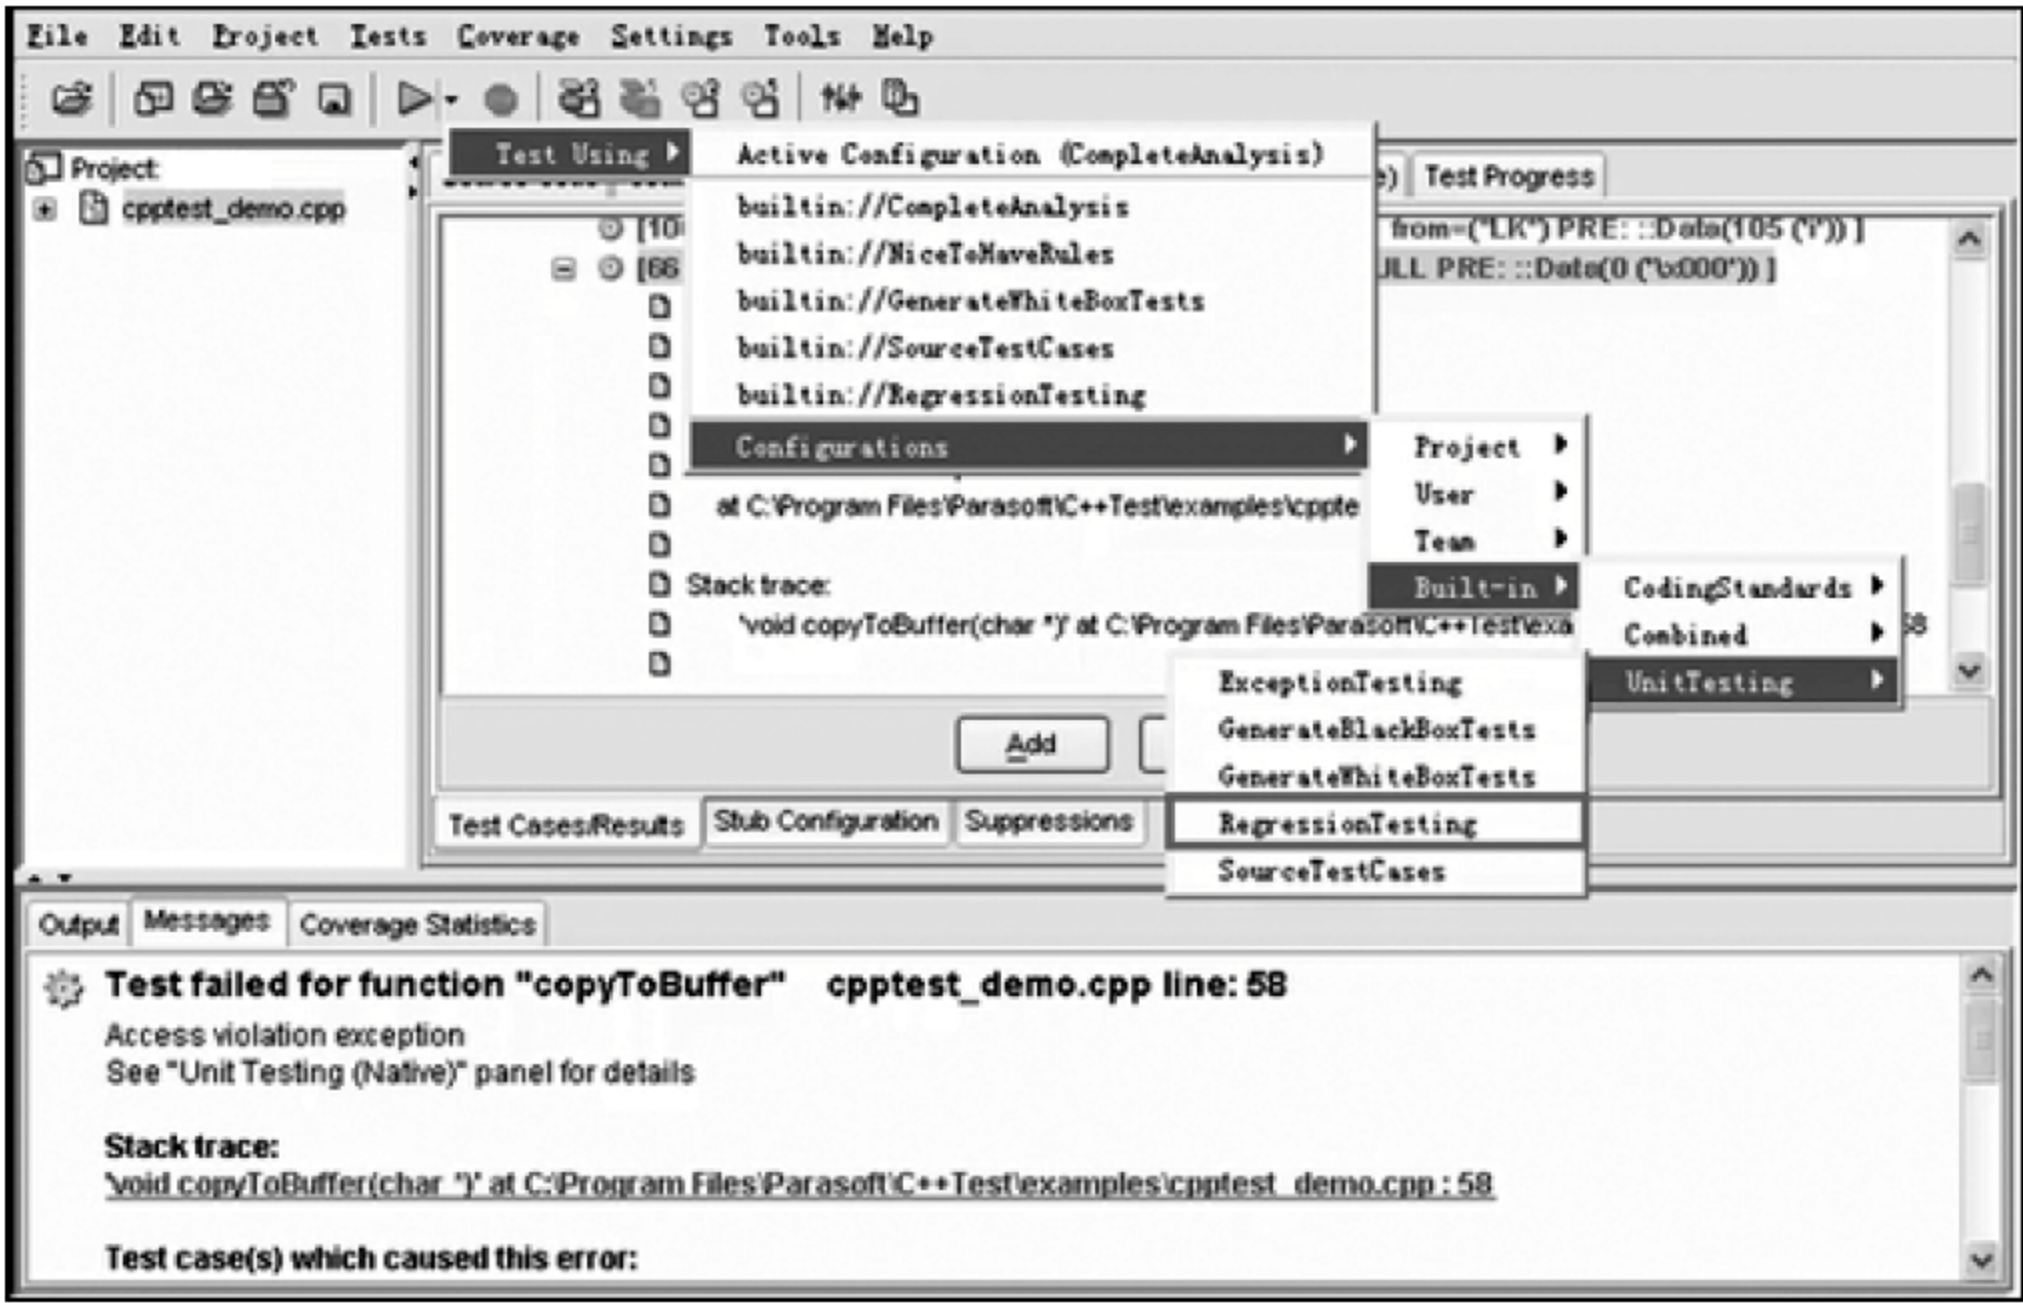 File Edit Project Tests Coverage Settings Tools Help
Project:
cpptest_demo.cpp
Test Using
Active Configuration (CompleteAnalysis)
builtin://CompleteAnalysis
builtin://NiceToHaveRules
builtin://GenerateWhiteBoxTests
builtin://SourceTestCases
builtin://RegressionTesting
Configurations
Test Progress
from=("LK") PRE: ::Data(105 ('i')) ]
[66
PRE: ::Data(0 ('\x000')) ]
Project
User
Team
Built-in
CodingStandards
Combined
UnitTesting
ExceptionTesting
GenerateBlackBoxTests
GenerateWhiteBoxTests
RegressionTesting
SourceTestCases
at C:\Program Files\Parasoft\C++Test\examples\cppte
Stack trace:
'void copyToBuffer(char *)' at C:\Program Files\Parasoft\C++Test\exa
Add
Test Cases/Results Stub Configuration Suppressions
Output Messages Coverage Statistics
Test failed for function "copyToBuffer" cpptest_demo.cpp line: 58
Access violation exception
See "Unit Testing (Native)" panel for details
Stack trace:
'void copyToBuffer(char *)' at C:\Program Files\Parasoft\C++Test\examples\cpptest_demo.cpp : 58
Test case(s) which caused this error: